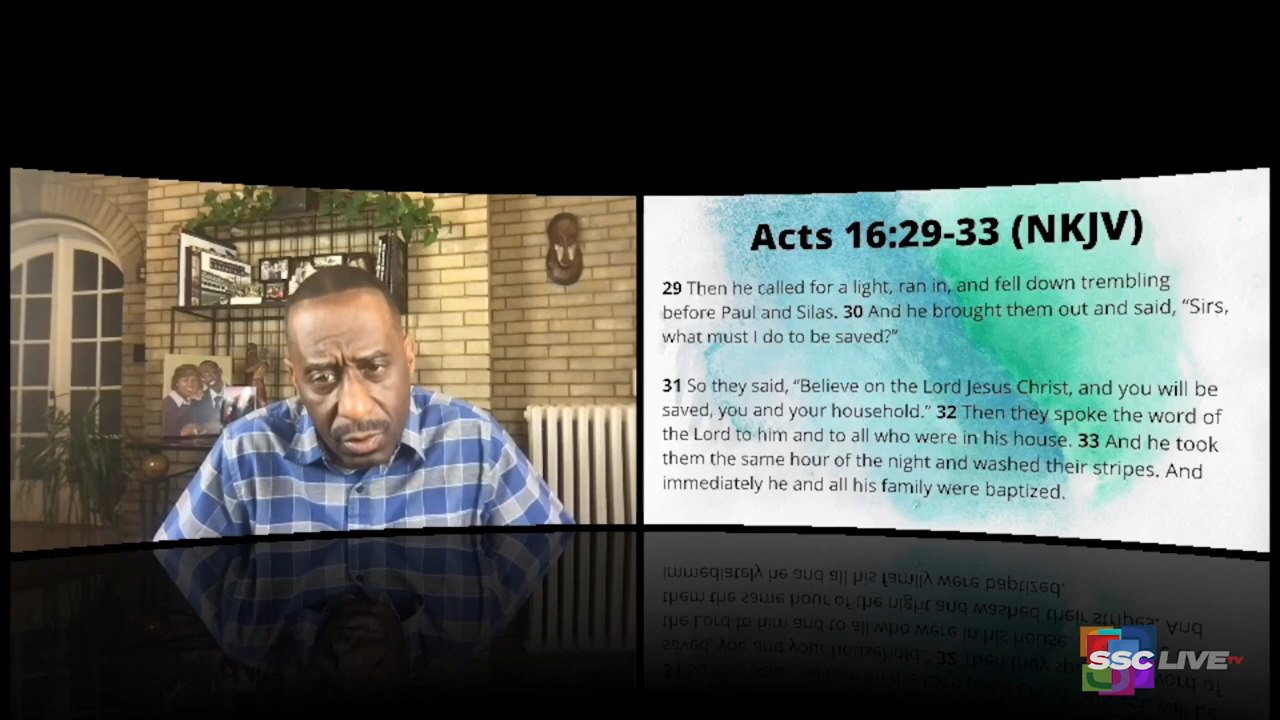 Acts 16:29-33 (NKJV)
29 Then he called for a light, ran in, and fell down trembling
before Paul and Silas. 30 And he brought them out and said, “Sirs,
what must I do to be saved?”
31 So they said, “Believe on the Lord Jesus Christ, and you will be
saved, you and your household.” 32 Then they spoke the word of
the Lord to him and to all who were in his house. 33 And he took
them the same hour of the night and washed their stripes. And
immediately he and all his family were baptized.
SSC LIVE TV